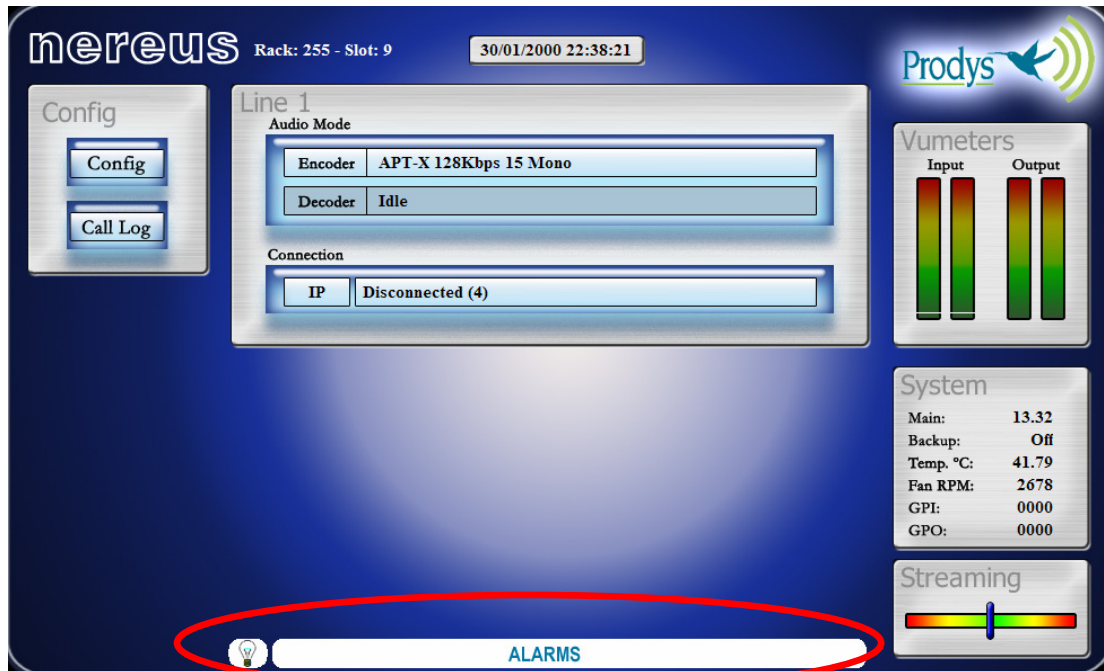 nereus Rack: 255 - Slot: 9 30/01/2000 22:38:21
Prodys
Config
Config
Call Log
Line 1
Audio Mode
Encoder APT-X 128Kbps 15 Mono
Decoder Idle
Connection
IP Disconnected (4)
Vumeters
Input Output
System
Main: 13.32
Backup: Off
Temp. ºC: 41.79
Fan RPM: 2678
GPI: 0000
GPO: 0000
Streaming
ALARMS